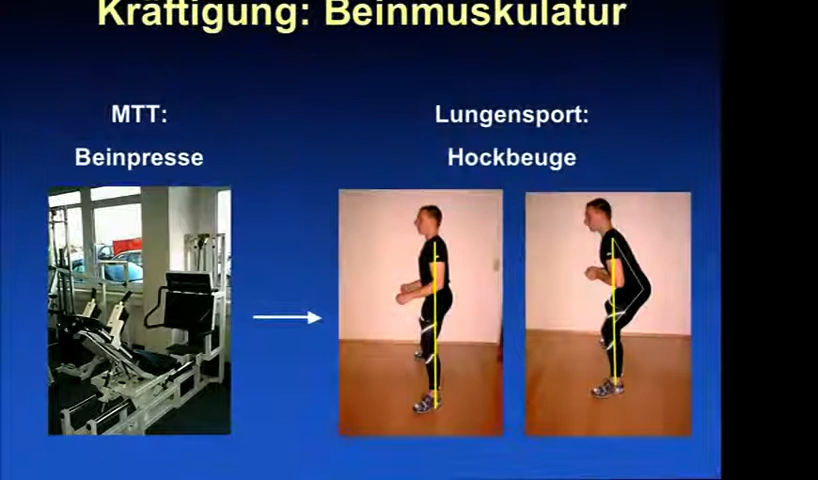 Kräftigung: Beinmuskulatur
MTT:
Beinpresse
Lungensport:
Hockbeuge